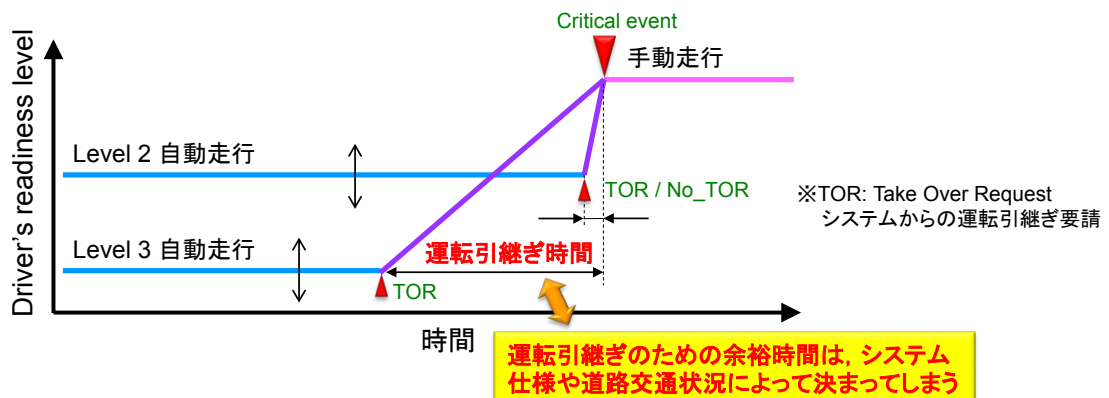 Critical event
手動走行
Driver's readiness level
Level 2 自動走行
TOR / No_TOR
※TOR: Take Over Request
システムからの運転引継ぎ要請
Level 3 自動走行
運転引継ぎ時間
TOR
時間
運転引継ぎのための余裕時間は, システム
仕様や道路交通状況によって決まってしまう